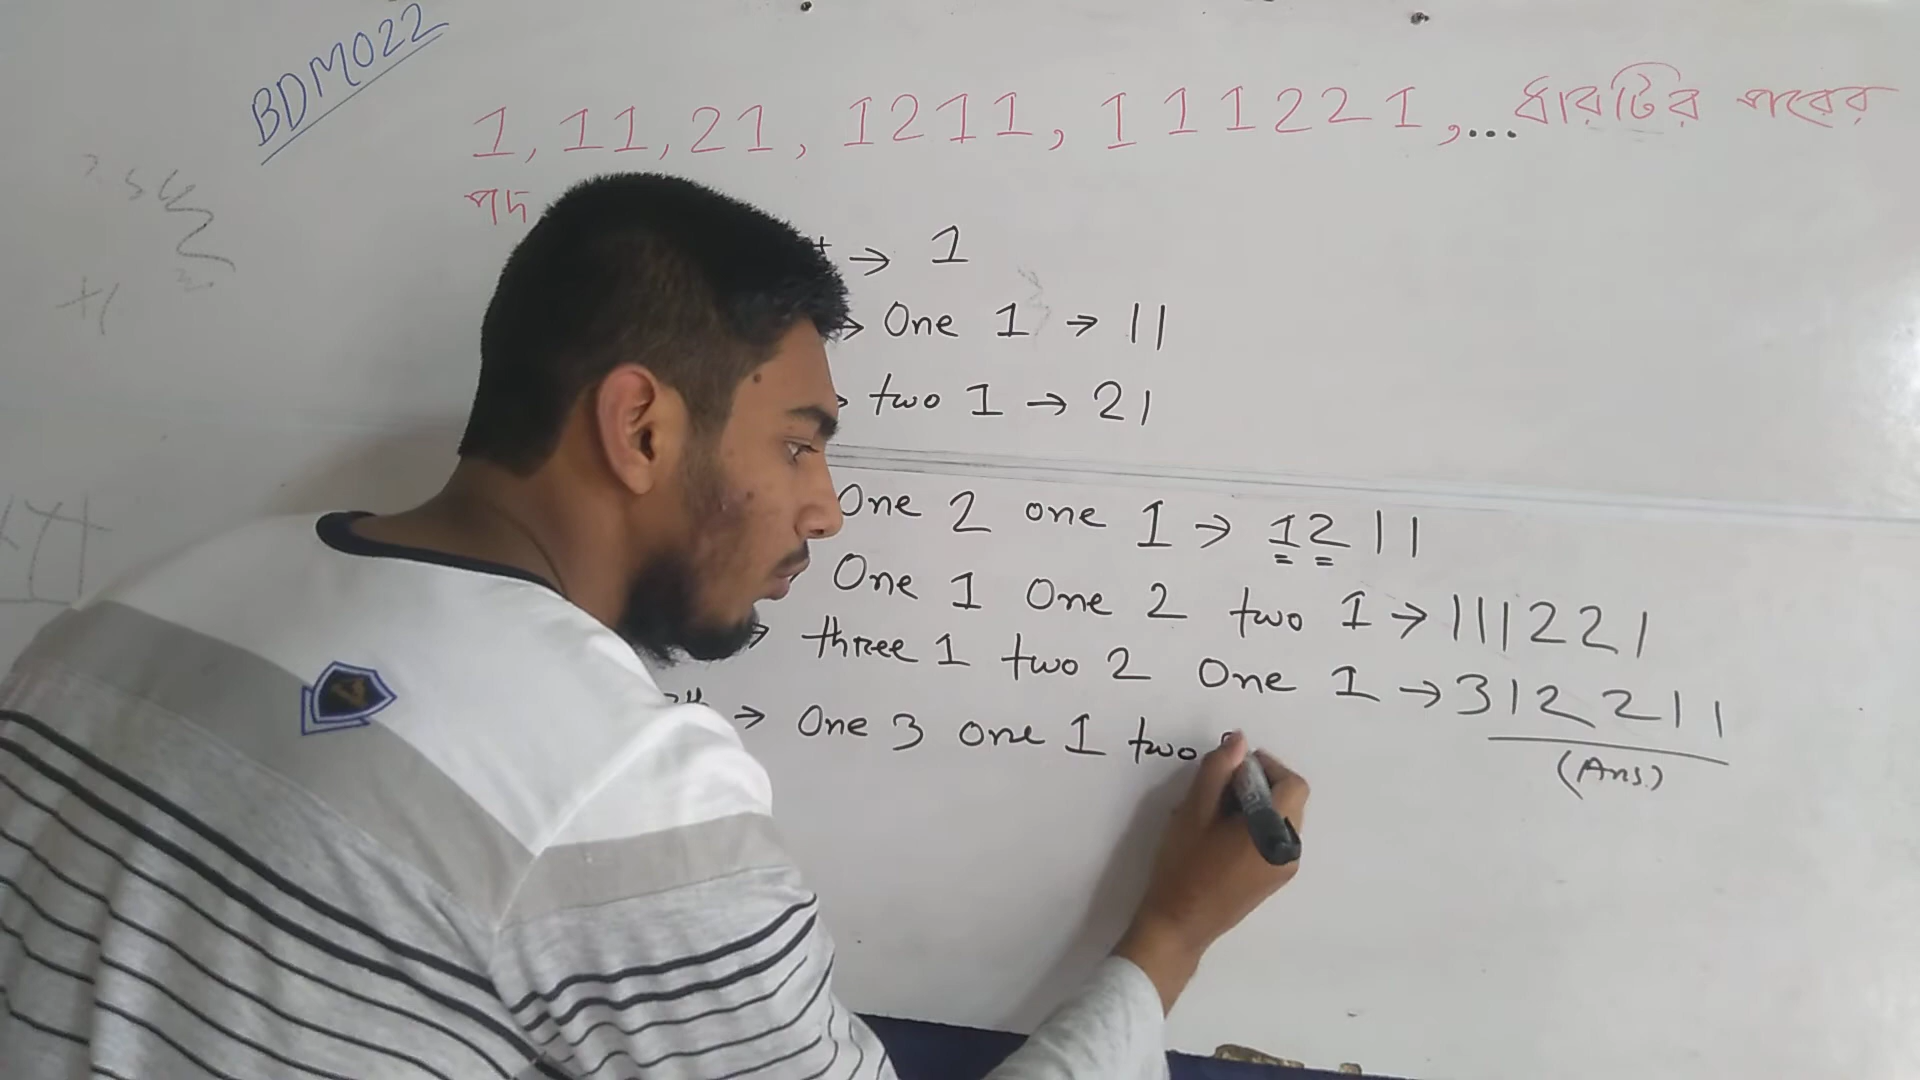 BDMO22
1, 11, 21, 1211, 111221,... ধারাটির পরের
পদ
→ 1
→ One 1 → 11
→ two 1 → 21
One 2 one 1 → 1211
One 1 One 2 two 1 → 111221
→ three 1 two 2 One 1 → 312211
(Ans.)
→ One 3 one 1 two